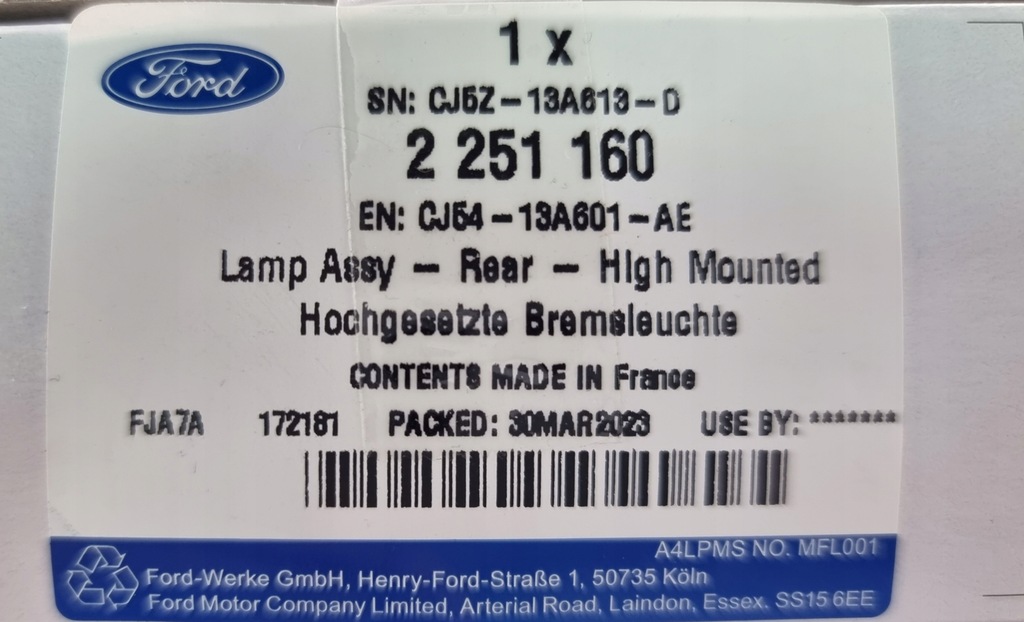 Ford
1 x
SN: CJ5Z-13A613-D
2 251 160
EN: CJ54-13A601-AE
Lamp Assy - Rear - High Mounted
Hochgesetzte Bremsleuchte
CONTENTS MADE IN France
FJA7A 172181 PACKED: 30MAR2023 USE BY: *******
A4LPMS NO. MFL001
Ford-Werke GmbH, Henry-Ford-Straße 1, 50735 Köln
Ford Motor Company Limited, Arterial Road, Laindon, Essex. SS15 6EE